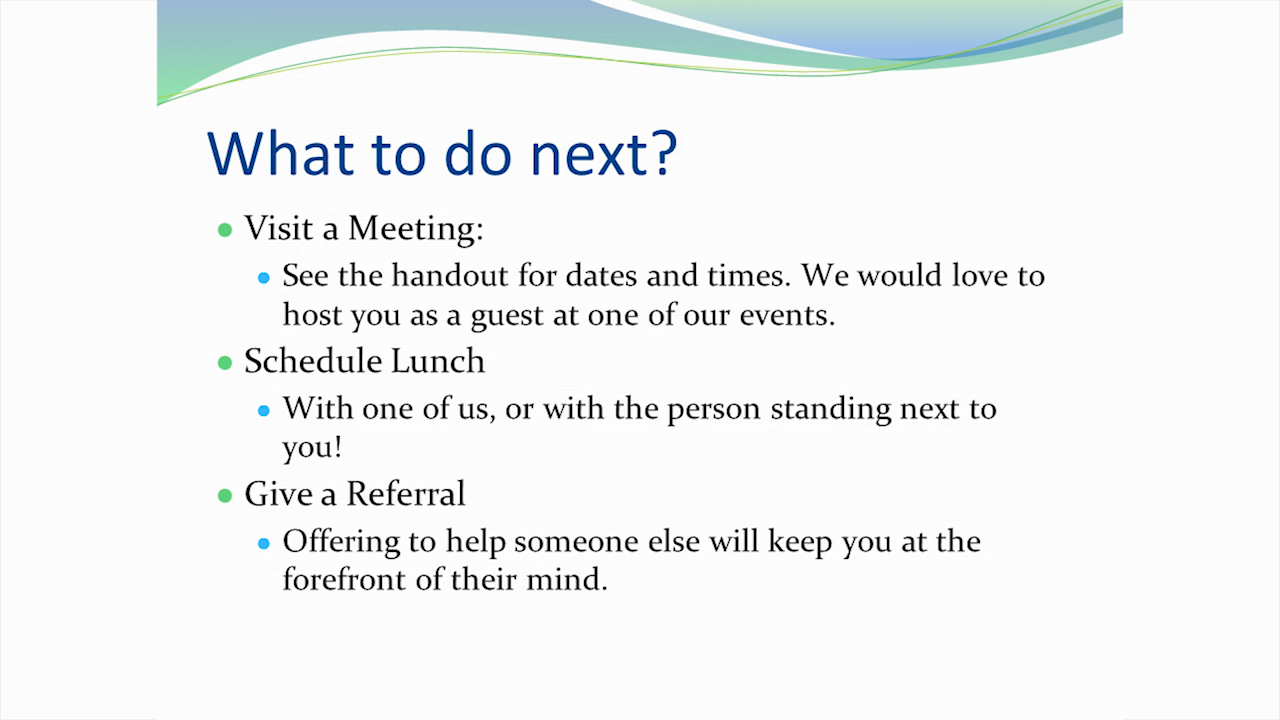 What to do next?
Visit a Meeting:
See the handout for dates and times. We would love to
host you as a guest at one of our events.
Schedule Lunch
With one of us, or with the person standing next to
you!
Give a Referral
Offering to help someone else will keep you at the
forefront of their mind.